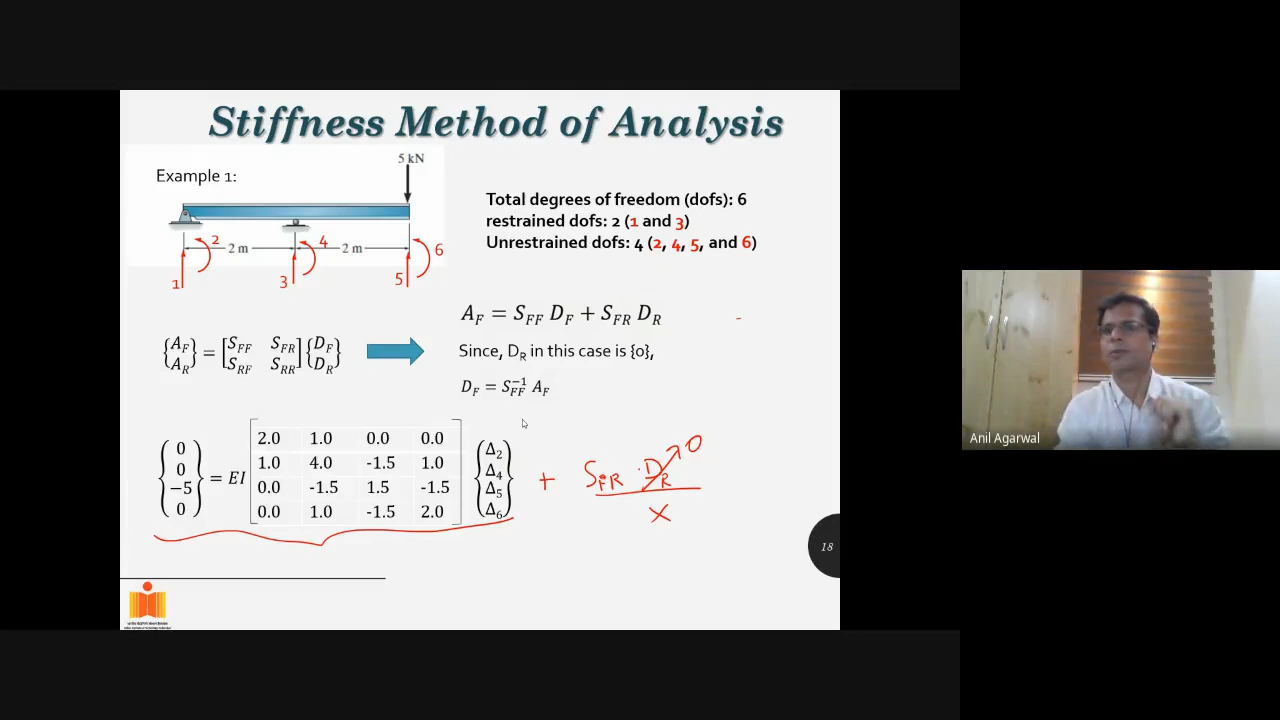 Stiffness Method of Analysis
Example 1:
5 kN
2 m
2 m
1
2
3
4
5
6
Total degrees of freedom (dofs): 6
restrained dofs: 2 (1 and 3)
Unrestrained dofs: 4 (2, 4, 5, and 6)
{A_F A_R} = [S_FF S_FR S_RF S_RR] {D_F D_R}
A_F = S_FF D_F + S_FR D_R
Since, D_R in this case is {0},
D_F = S_FF^-1 A_F
{0 0 −5 0} = EI
2.0 1.0 0.0 0.0
1.0 4.0 -1.5 1.0
0.0 -1.5 1.5 -1.5
0.0 1.0 -1.5 2.0
{Δ2 Δ4 Δ5 Δ6}
+ S_FR · D_R 0
x
18
Anil Agarwal